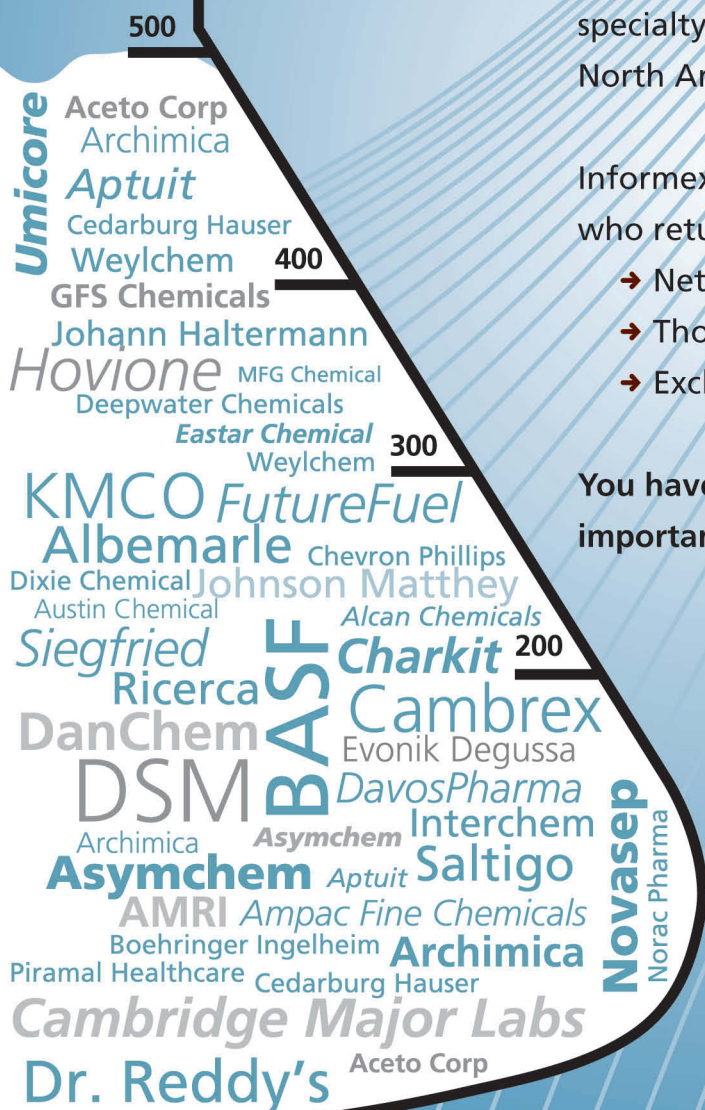 500
Umicore
Aceto Corp
Archimica
Aptuit
Cedarburg Hauser
Weylchem
400
GFS Chemicals
Johann Haltermann
Hovione MFG Chemical
Deepwater Chemicals
Eastar Chemical
300
Weylchem
KMCO FutureFuel
Albemarle Chevron Phillips
Dixie Chemical Johnson Matthey
Austin Chemical Alcan Chemicals
Siegfried BASF Charkit 200
Ricerca Cambrex
DanChem Evonik Degussa
DSM DavosPharma
Archimica Asymchem Interchem
Asymchem Aptuit Saltigo
Novasep
Norac Pharma
AMRI Ampac Fine Chemicals
Boehringer Ingelheim Archimica
Piramal Healthcare Cedarburg Hauser
Cambridge Major Labs
Dr. Reddy's Aceto Corp
specialty
North Ar
Informex
who retu
→ Net
→ Tho
→ Excl
You have
importan